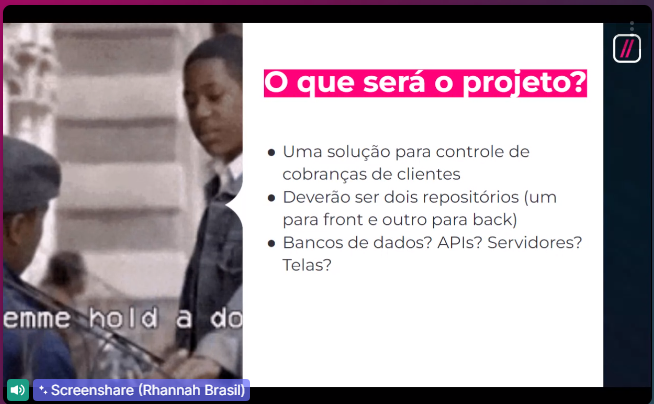 O que será o projeto?
● Uma solução para controle de
cobranças de clientes
● Deverão ser dois repositórios (um
para front e outro para back)
● Bancos de dados? APIs? Servidores?
Telas?
emme hold a do
Screenshare (Rhannah Brasil)